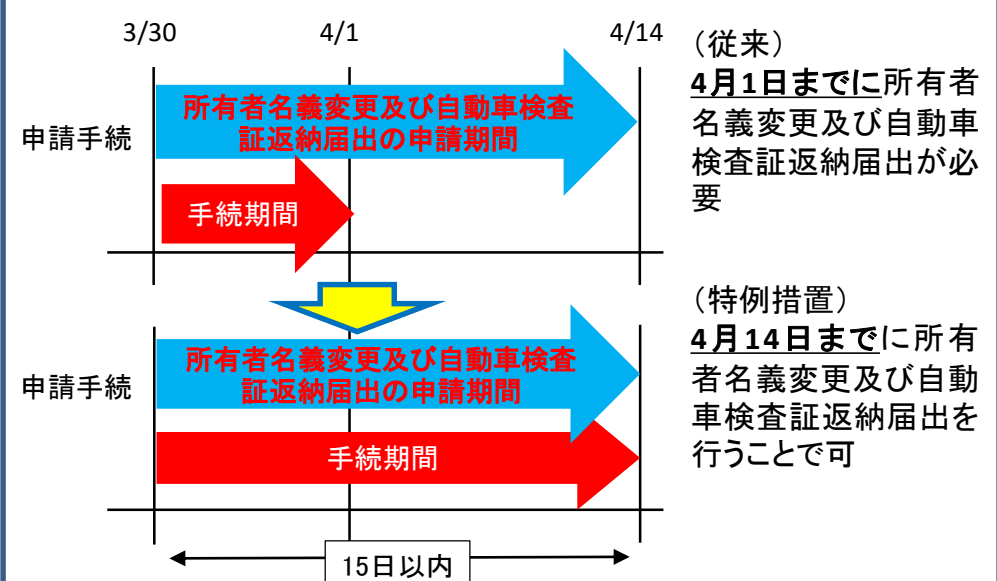 3/30
4/1
4/14
申請手続
所有者名義変更及び自動車検査
証返納届出の申請期間
手続期間
(従来)
4月1日までに所有者
名義変更及び自動車
検査証返納届出が必
要
申請手続
所有者名義変更及び自動車検査
証返納届出の申請期間
手続期間
(特例措置)
4月14日までに所有
者名義変更及び自動
車検査証返納届出を
行うことで可
15日以内